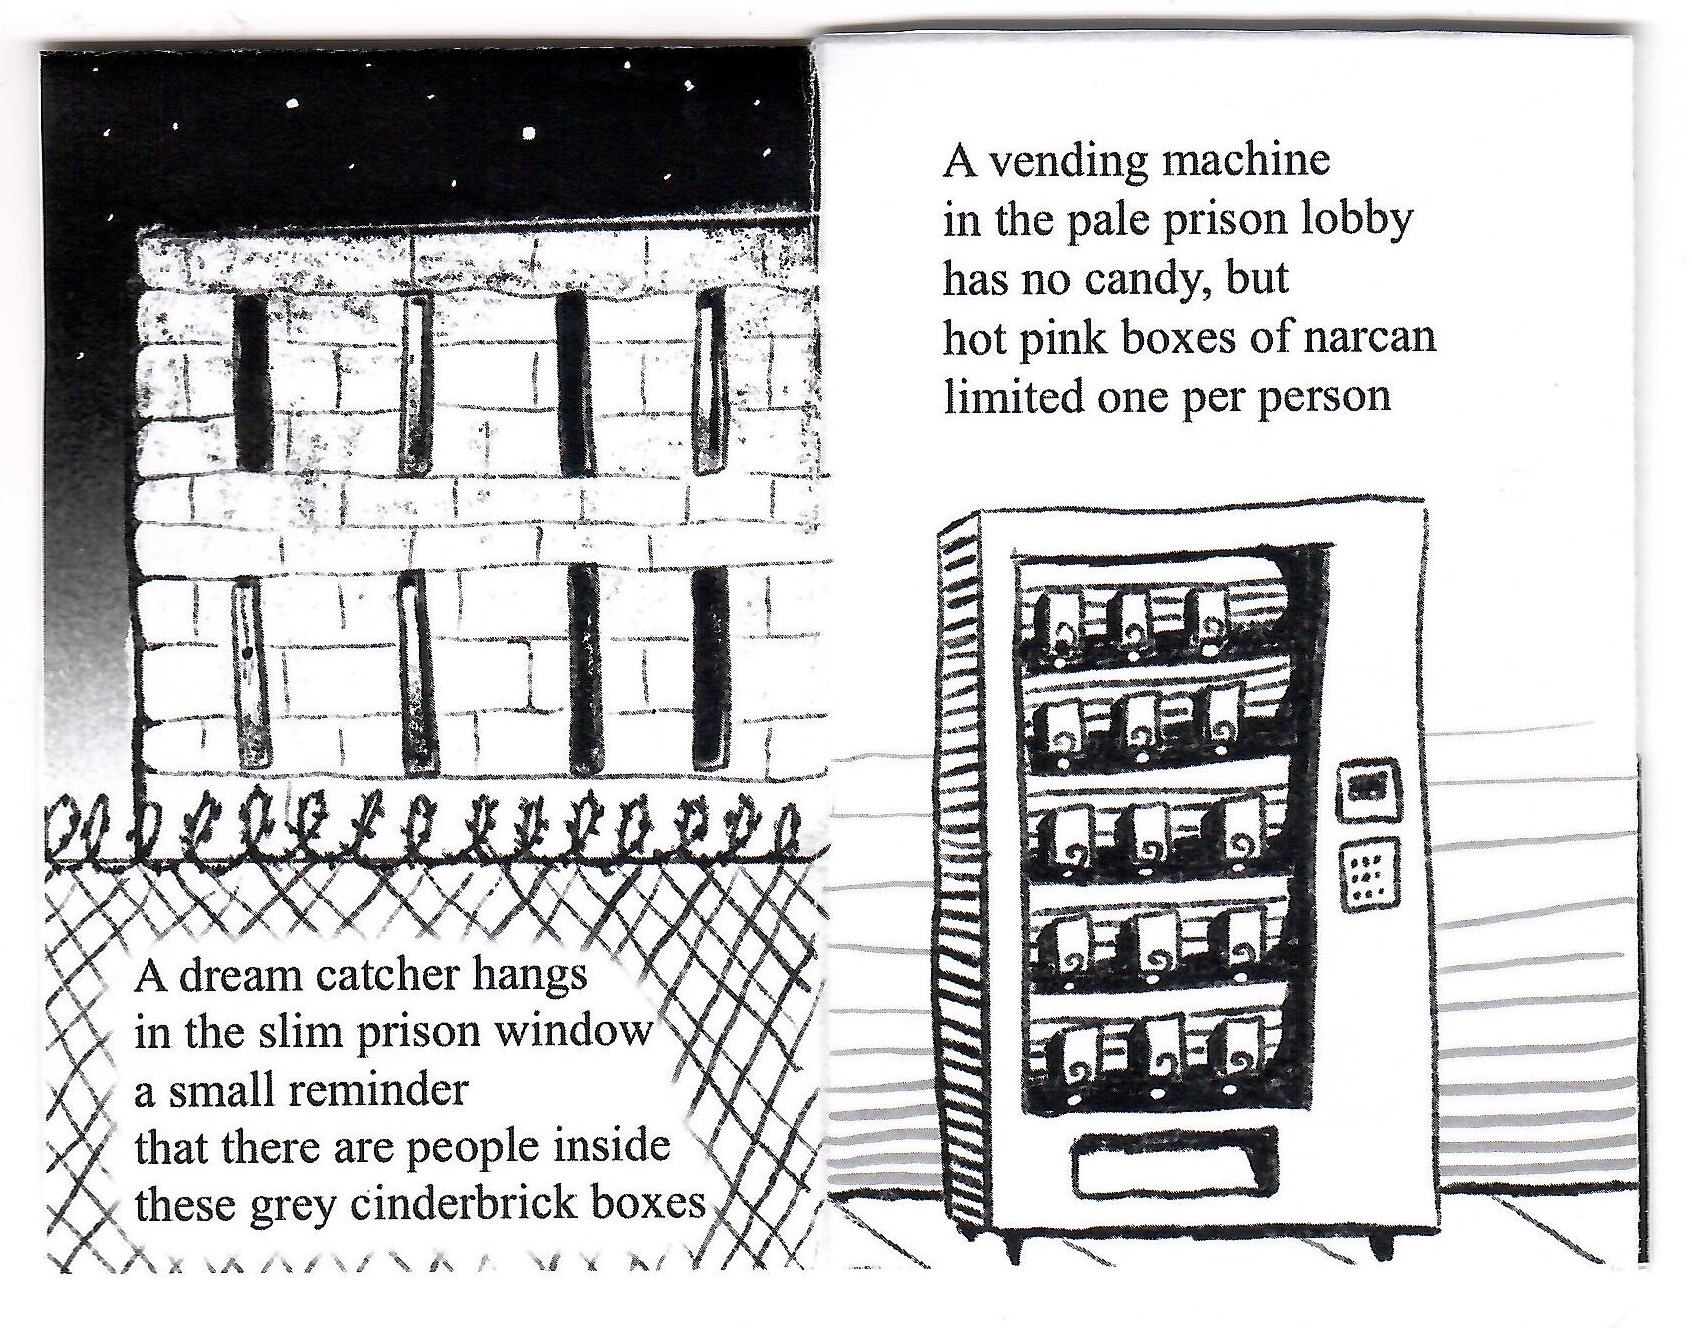 A dream catcher hangs
in the slim prison window
a small reminder
that there are people inside
these grey cinderbrick boxes
A vending machine
in the pale prison lobby
has no candy, but
hot pink boxes of narcan
limited one per person